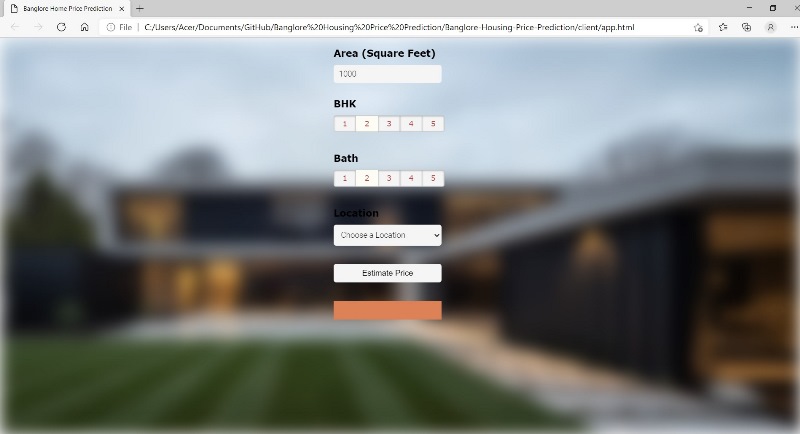 Banglore Home Price Prediction
File
C:/Users/Acer/Documents/GitHub/Banglore%20Housing%20Price%20Prediction/Banglore-Housing-Price-Prediction/client/app.html
Area (Square Feet)
1000
BHK
1 2 3 4 5
Bath
1 2 3 4 5
Location
Choose a Location
Estimate Price